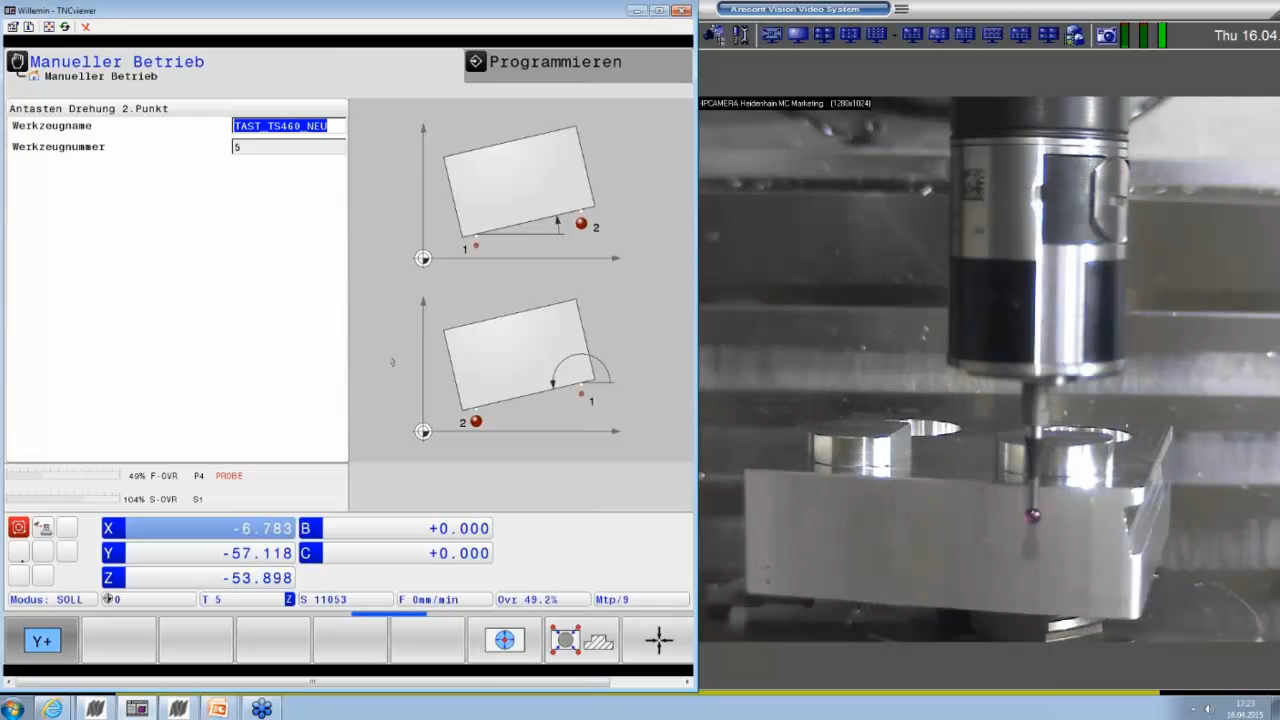 Willemin - TNCviewer
Arecont Vision Video System
Manueller Betrieb
Manueller Betrieb
Programmieren
Thu 16.04.
Antasten Drehung 2.Punkt
Werkzeugname
TAST_TS460_NEU
Werkzeugnummer
5
HPCAMERA Heidenhain MC Marketing. (1280x1024)
1
2
2
1
49% F-OVR P4 PROBE
104% S-OVR S1
X -6.783 B +0.000
Y -57.118 C +0.000
Z -53.898
Modus: SOLL 0 T 5 Z S 11053 F 0mm/min Ovr 49.2% Mtp/9
Y+
17:23
16.04.2015